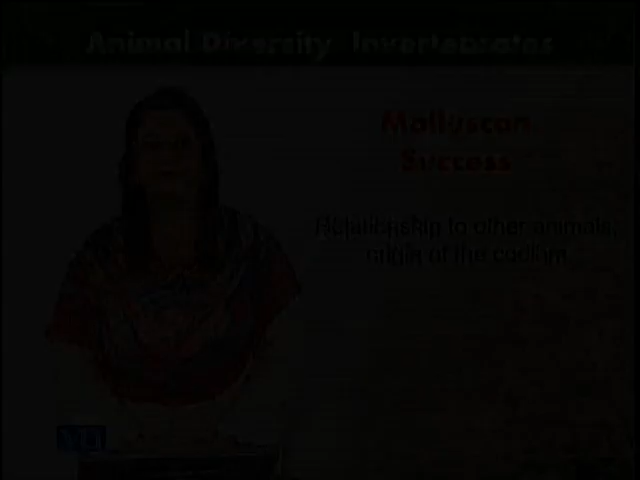 Animal Diversity Invertebrates
Molluscan
Success
Relationship to other animals,
origin of the coelom